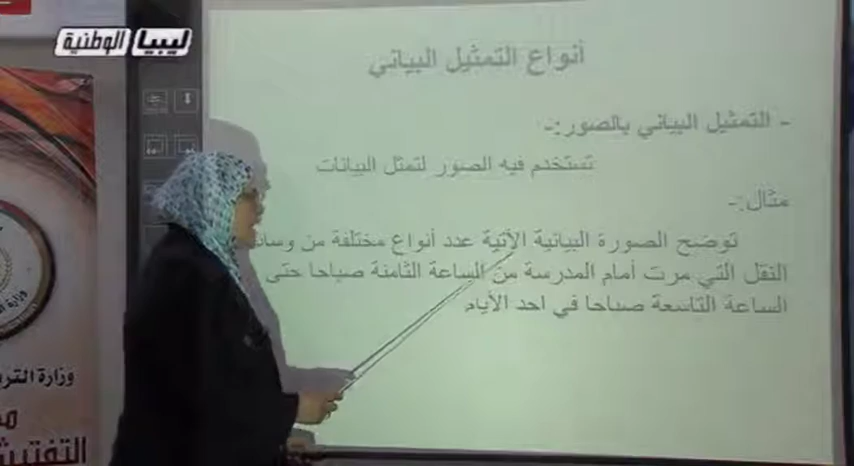 ليبيا الوطنية
أنواع التمثيل البياني
- التمثيل البياني بالصور:-
تستخدم فيه الصور لتمثل البيانات
مثال:-
توضح الصورة البيانية الآتية عدد أنواع مختلفة من وسائ
النقل التي مرت أمام المدرسة من الساعة الثامنة صباحا حتى
الساعة التاسعة صباحا في احد الأيام
وزارة التر
التفتيش